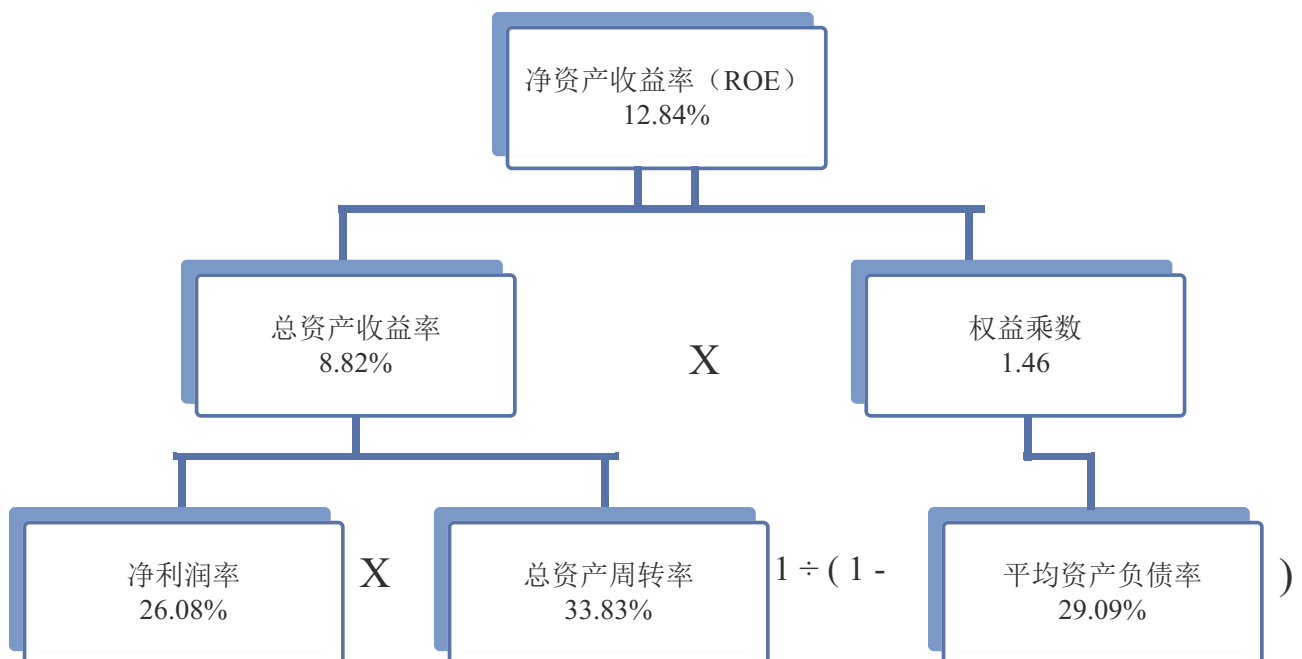 净资产收益率（ROE）
12.84%
总资产收益率
8.82%
X
权益乘数
1.46
净利润率
26.08%
X
总资产周转率
33.83%
1 ÷ ( 1 -
平均资产负债率
29.09%
)